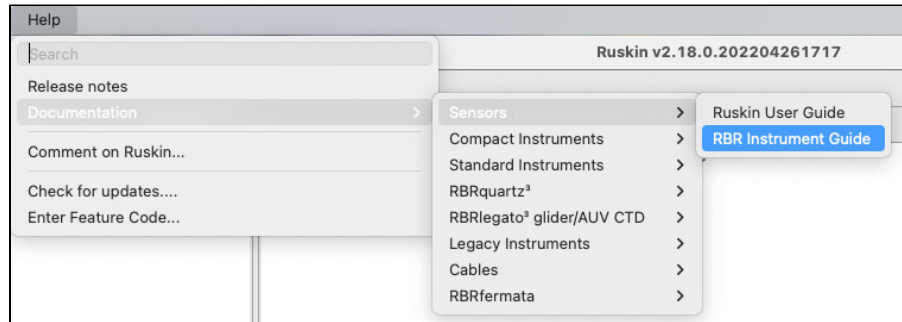 Help
Search
Ruskin v2.18.0.202204261717
Release notes
Documentation
Comment on Ruskin...
Check for updates....
Enter Feature Code...
Sensors
Compact Instruments
Standard Instruments
RBRquartz³
RBRlegato³ glider/AUV CTD
Legacy Instruments
Cables
RBRfermata
Ruskin User Guide
RBR Instrument Guide